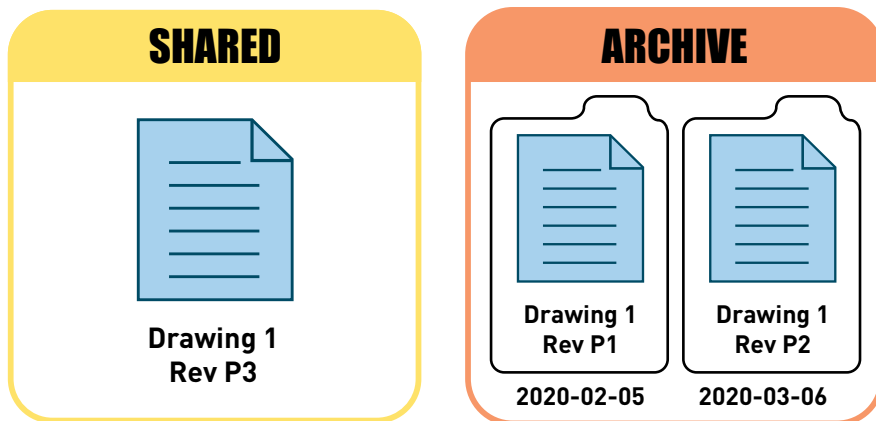 SHARED
Drawing 1
Rev P3
ARCHIVE
Drawing 1
Rev P1
2020-02-05
Drawing 1
Rev P2
2020-03-06